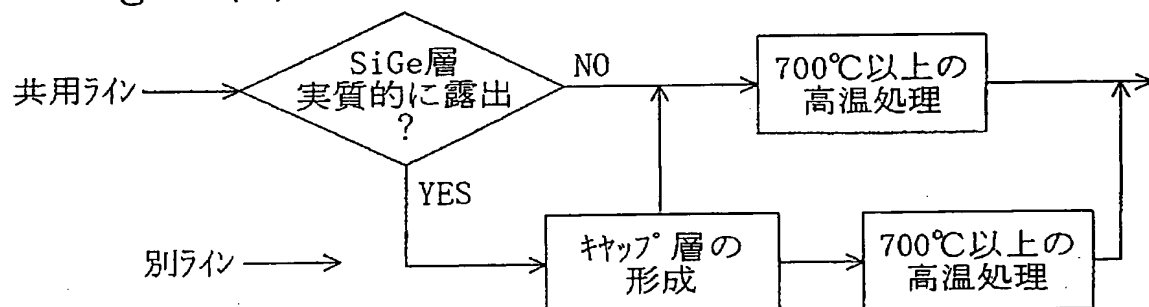 SiGe層
実質的に露出
?
NO
700℃以上の
高温処理
共用ライン
YES
キャップ層の
形成
700℃以上の
高温処理
別ライン